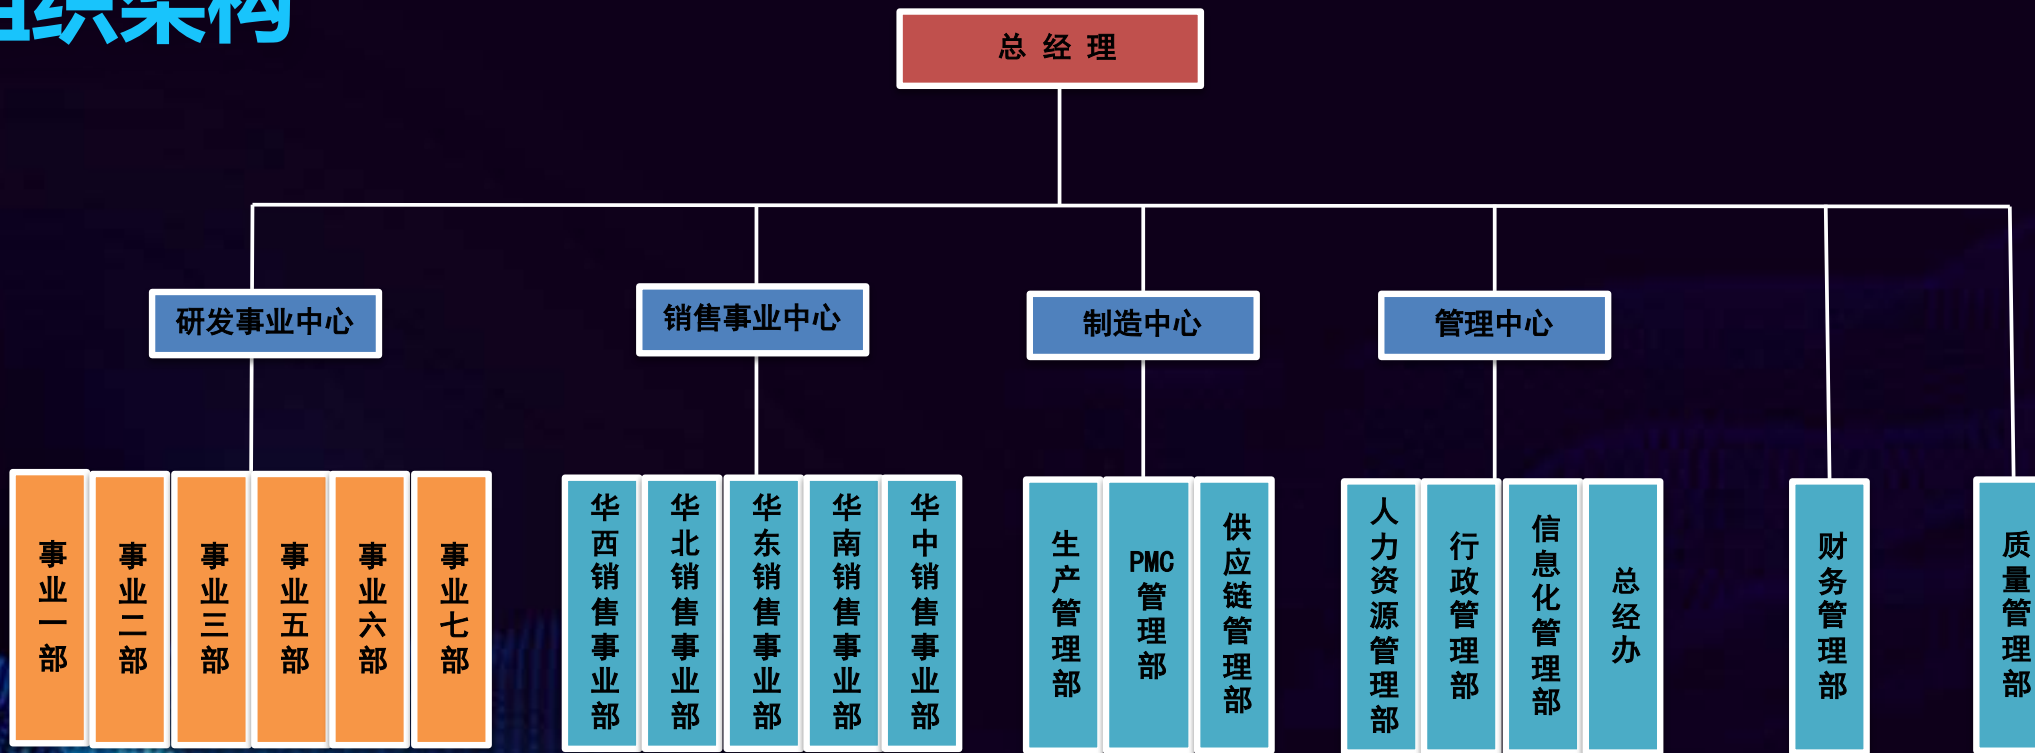 组织架构
总 经 理
研发事业中心
销售事业中心
制造中心
管理中心
事业一部
事业二部
事业三部
事业五部
事业六部
事业七部
华西销售事业部
华北销售事业部
华东销售事业部
华南销售事业部
华中销售事业部
生产管理部
PMC管理部
供应链管理部
人力资源管理部
行政管理部
信息化管理部
总经办
财务管理部
质量管理部